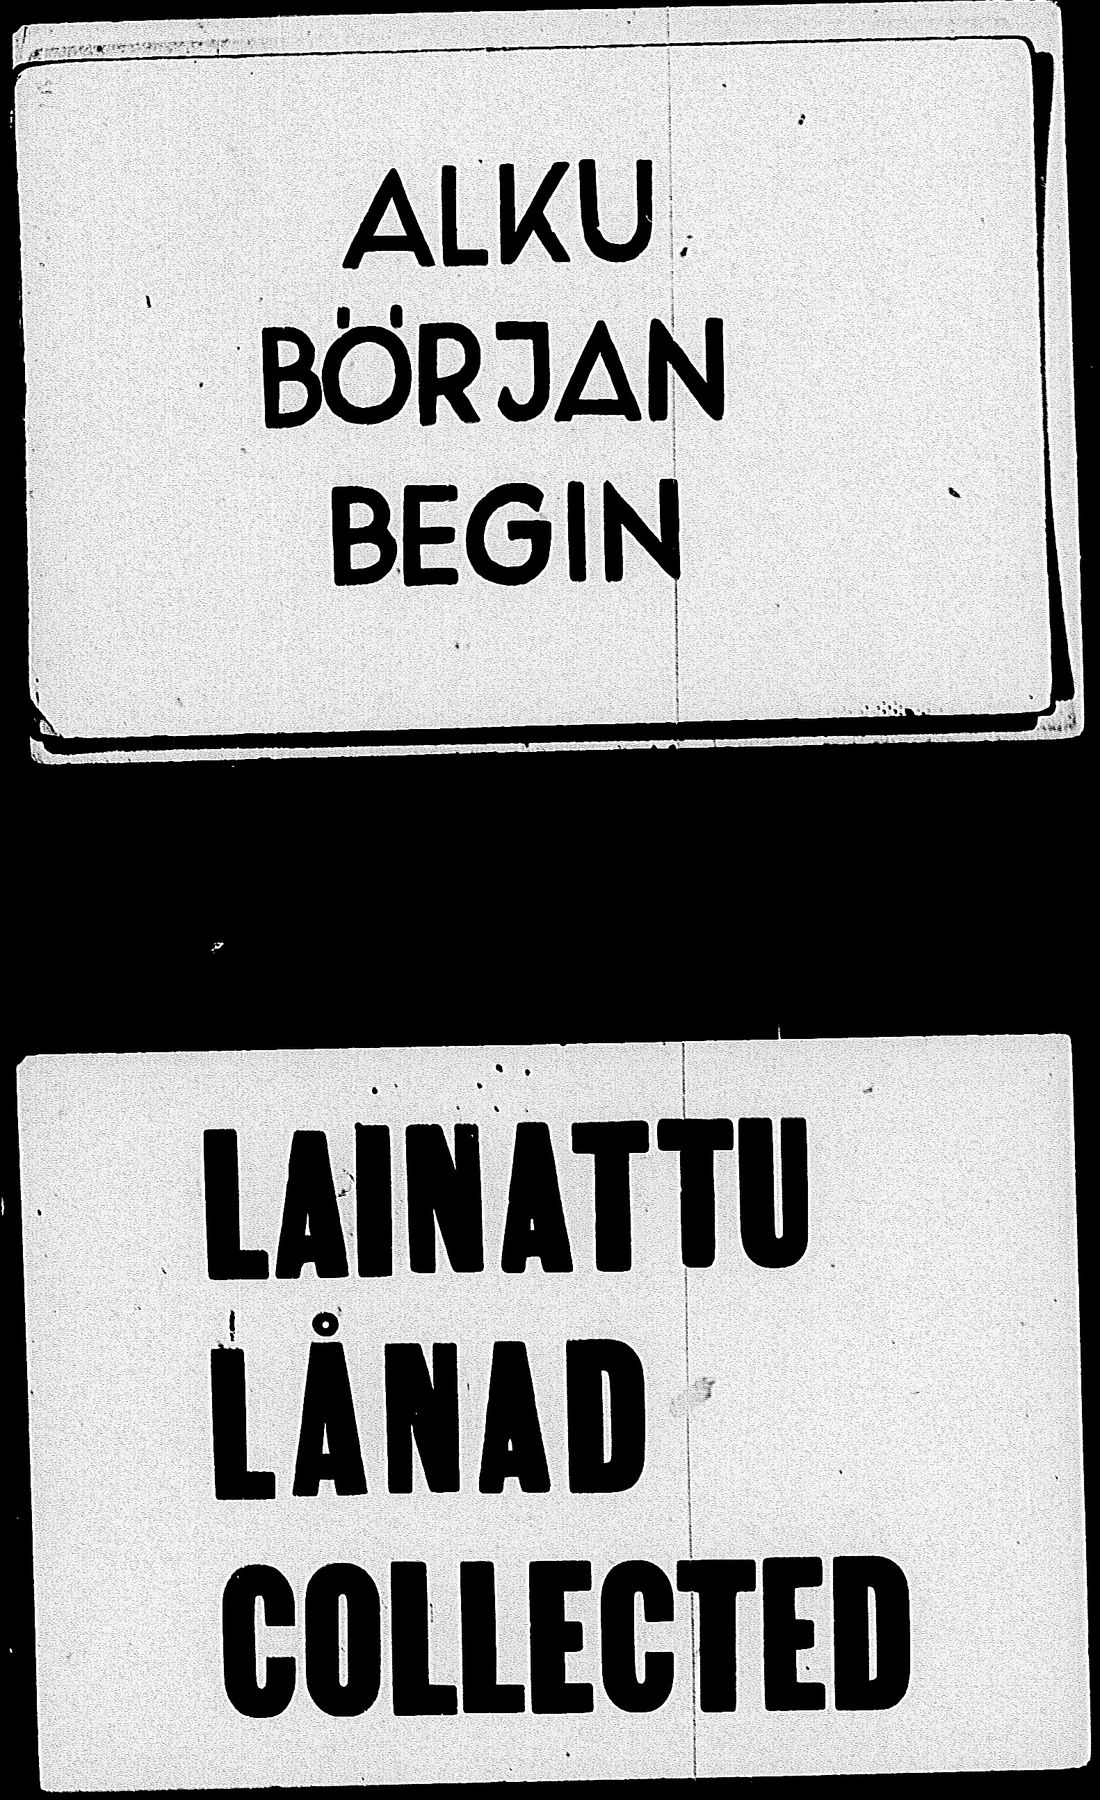 ALKU
BÖRJAN
BEGIN
LAINATTU
LÅNAD
COLLECTED